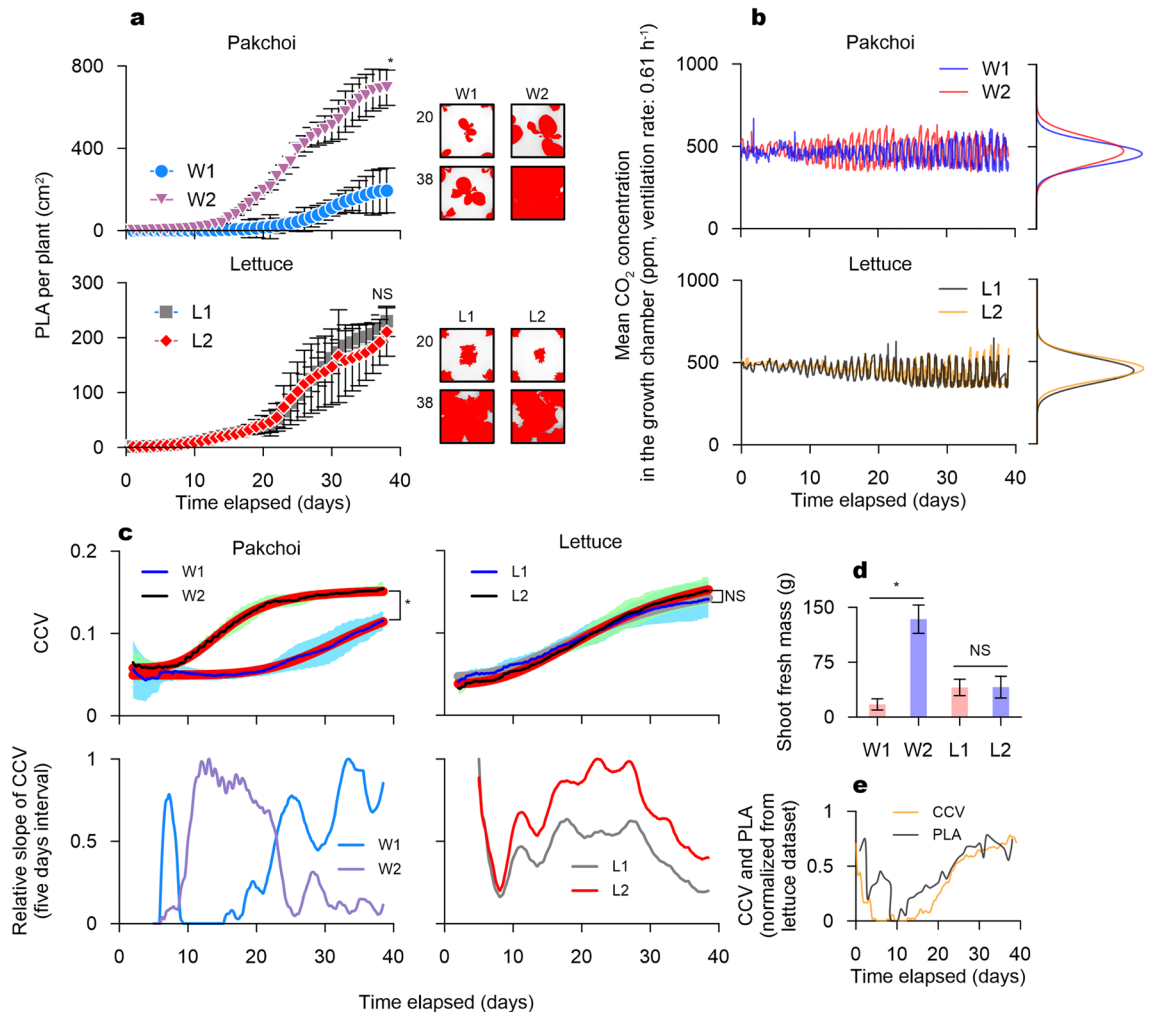 a
Pakchoi
PLA per plant (cm²)
800
400
0
W1
W2
*
W1 W2
20
38
Lettuce
300
200
100
0
L1
L2
NS
0 10 20 30 40
Time elapsed (days)
L1 L2
20
38
b
Pakchoi
Mean CO₂ concentration
in the growth chamber (ppm, ventilation rate: 0.61 h⁻¹)
1000
500
0
W1
W2
Lettuce
1000
500
0
L1
L2
0 10 20 30 40
Time elapsed (days)
c
Pakchoi
CCV
0.2
0.1
0
W1
W2
*
Lettuce
L1
L2
NS
Relative slope of CCV
(five days interval)
1
0.5
0
W1
W2
0 10 20 30 40
L1
L2
0 10 20 30 40
Time elapsed (days)
d
Shoot fresh mass (g)
150
75
0
*
NS
W1 W2 L1 L2
e
CCV and PLA
(normalized from
lettuce dataset)
1
0.5
0
CCV
PLA
0 10 20 30 40
Time elapsed (days)